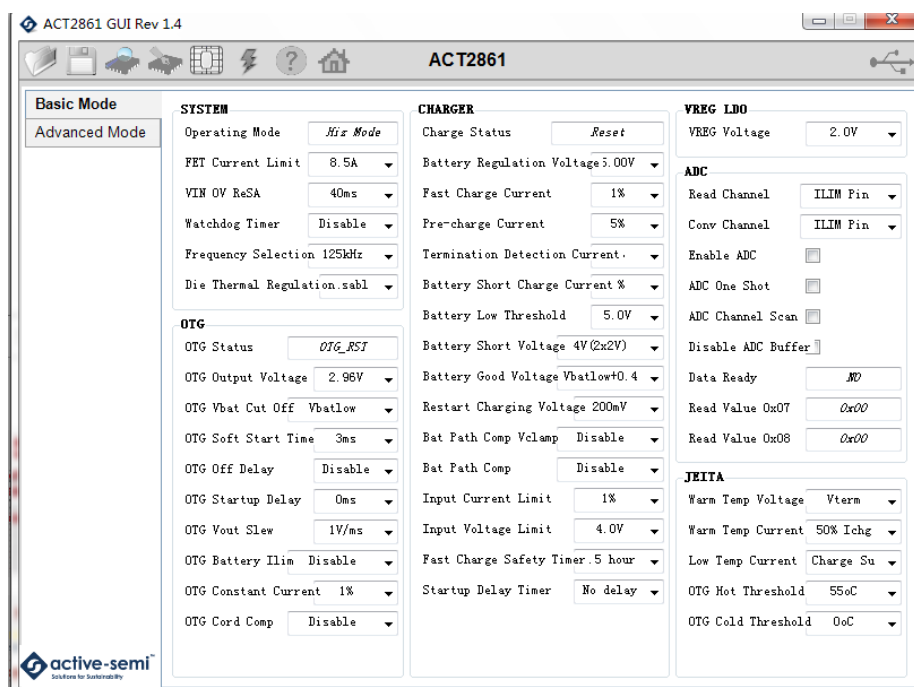 ACT2861 GUI Rev 1.4
ACT2861
Basic Mode
Advanced Mode
SYSTEM
Operating Mode Hiz Mode
FET Current Limit 8.5A
VIN OV ReSA 40ms
Watchdog Timer Disable
Frequency Selection 125kHz
Die Thermal Regulation.sabl
OTG
OTG Status OTG_RST
OTG Output Voltage 2.96V
OTG Vbat Cut Off Vbatlow
OTG Soft Start Time 3ms
OTG Off Delay Disable
OTG Startup Delay 0ms
OTG Vout Slew 1V/ms
OTG Battery Ilim Disable
OTG Constant Current 1%
OTG Cord Comp Disable
CHARGER
Charge Status Reset
Battery Regulation Voltage 5.00V
Fast Charge Current 1%
Pre-charge Current 5%
Termination Detection Current.
Battery Short Charge Current %
Battery Low Threshold 5.0V
Battery Short Voltage 4V(2x2V)
Battery Good Voltage Vbatlow+0.4
Restart Charging Voltage 200mV
Bat Path Comp Vclamp Disable
Bat Path Comp Disable
Input Current Limit 1%
Input Voltage Limit 4.0V
Fast Charge Safety Timer.5 hour
Startup Delay Timer No delay
VREG LDO
VREG Voltage 2.0V
ADC
Read Channel ILIM Pin
Conv Channel ILIM Pin
Enable ADC
ADC One Shot
ADC Channel Scan
Disable ADC Buffer
Data Ready NO
Read Value 0x07 0x00
Read Value 0x08 0x00
JEITA
Warm Temp Voltage Vterm
Warm Temp Current 50% Ichg
Low Temp Current Charge Su
OTG Hot Threshold 55oC
OTG Cold Threshold 0oC
active-semi™
Solutions for Sustainability